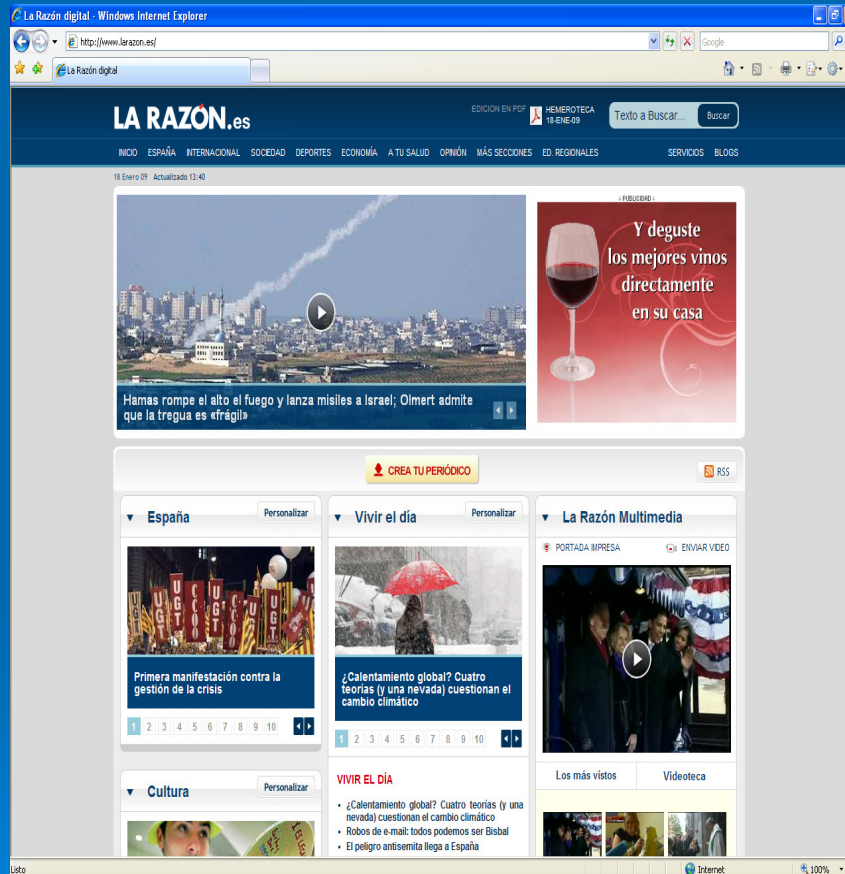 La Razón digital - Windows Internet Explorer
http://www.larazon.es/
Google
La Razón digital
LA RAZÓN.es
EDICION EN PDF
HEMEROTECA
18-ENE-09
Texto a Buscar...
Buscar
INICIO ESPAÑA INTERNACIONAL SOCIEDAD DEPORTES ECONOMÍA A TU SALUD OPINIÓN MÁS SECCIONES ED. REGIONALES SERVICIOS BLOGS
18 Enero 09 Actualizado 13:40
Hamas rompe el alto el fuego y lanza misiles a Israel; Olmert admite
que la tregua es «frágil»
PUBLICIDAD
Y deguste
los mejores vinos
directamente
en su casa
CREA TU PERIÓDICO
RSS
España
Personalizar
UGT
CCOO
UGT
UGT
Primera manifestación contra la
gestión de la crisis
1 2 3 4 5 6 7 8 9 10
Cultura
Personalizar
Vivir el día
Personalizar
¿Calentamiento global? Cuatro
teorías (y una nevada) cuestionan el
cambio climático
1 2 3 4 5 6 7 8 9 10
VIVIR EL DÍA
¿Calentamiento global? Cuatro teorías (y una
nevada) cuestionan el cambio climático
Robos de e-mail: todos podemos ser Bisbal
El peligro antisemita llega a España
La Razón Multimedia
PORTADA IMPRESA
ENVIAR VIDEO
Los más vistos
Videoteca
Listo
Internet
100%